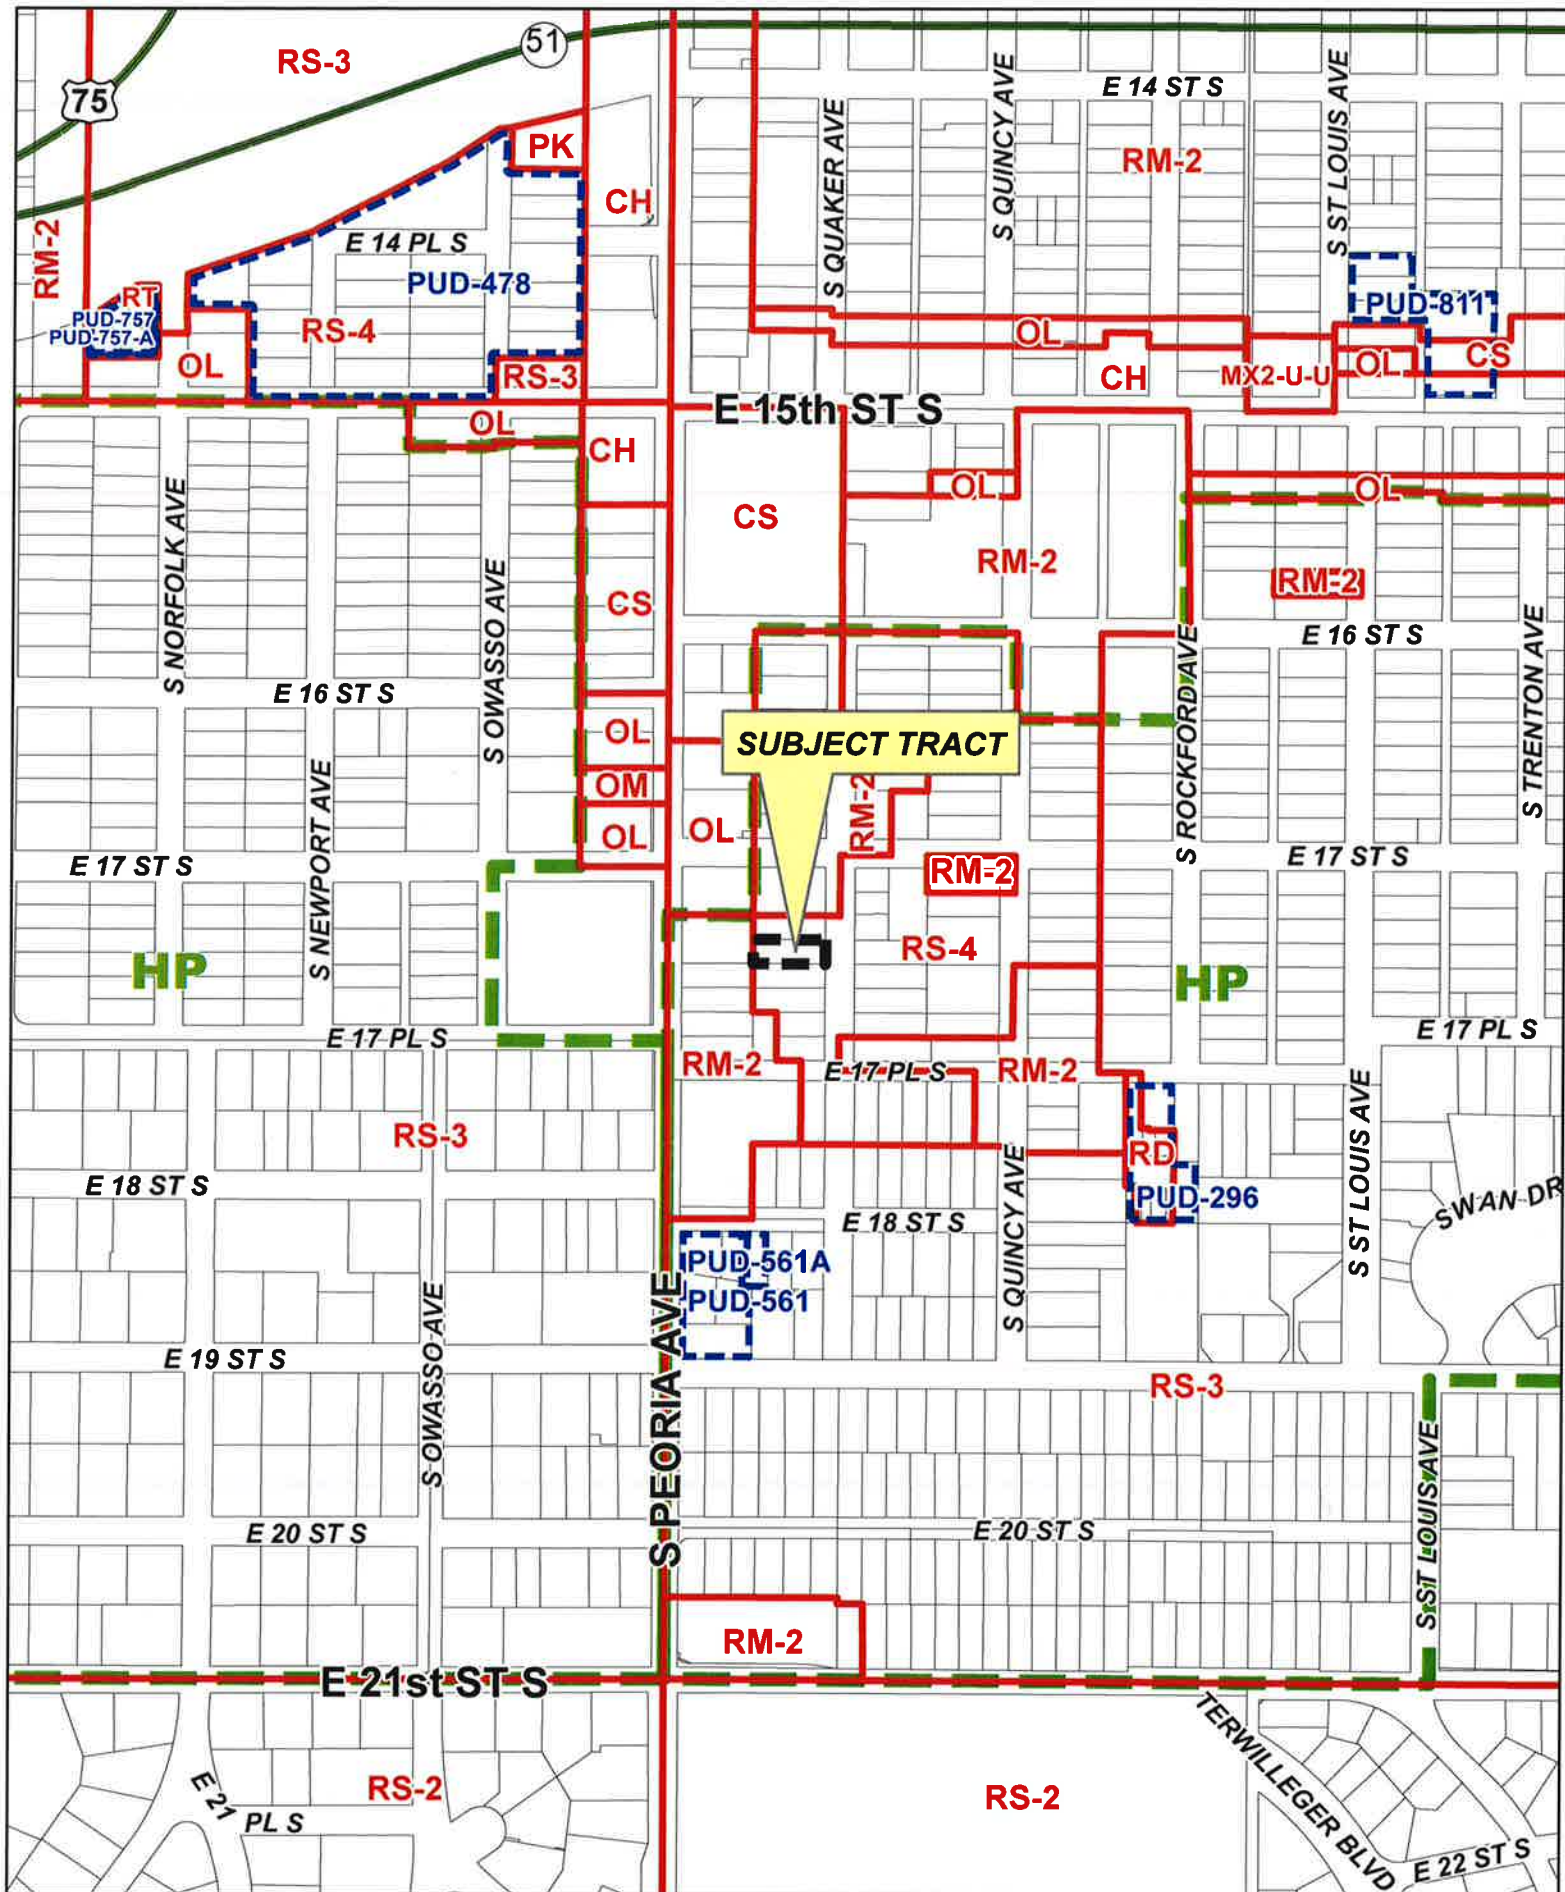 51
RS-3
75
E 14 ST S
S QUAKER AVE
S QUINCY AVE
S ST LOUIS AVE
PK
RM-2
CH
RM-2
E 14 PL S
PUD-478
RT
PUD-757
PUD-757-A
RS-4
OL
RS-3
PUD-811
OL
CS
CH
MX2-U-U
OL
E 15th ST S
OL
CH
OL
OL
CS
RM-2
RM-2
CS
S NORFOLK AVE
S OWASSO AVE
E 16 ST S
E 16 ST S
S ROCKFORD AVE
S TRENTON AVE
OL
SUBJECT TRACT
OM
OL
OL
RM-2
S NEWPORT AVE
E 17 ST S
E 17 ST S
RM-2
RS-4
HP
HP
E 17 PL S
E 17 PL S
RM-2
E 17 PL S
RM-2
RS-3
RD
S ST LOUIS AVE
E 18 ST S
PUD-296
SWAN DR
E 18 ST S
S QUINCY AVE
PUD-561A
PUD-561
E 19 ST S
S OWASSO AVE
S PEORIA AVE
RS-3
S ST LOUIS AVE
E 20 ST S
E 20 ST S
RM-2
E 21st ST S
TERWILLEGER BLVD
RS-2
RS-2
E 21 PL S
E 22 ST S